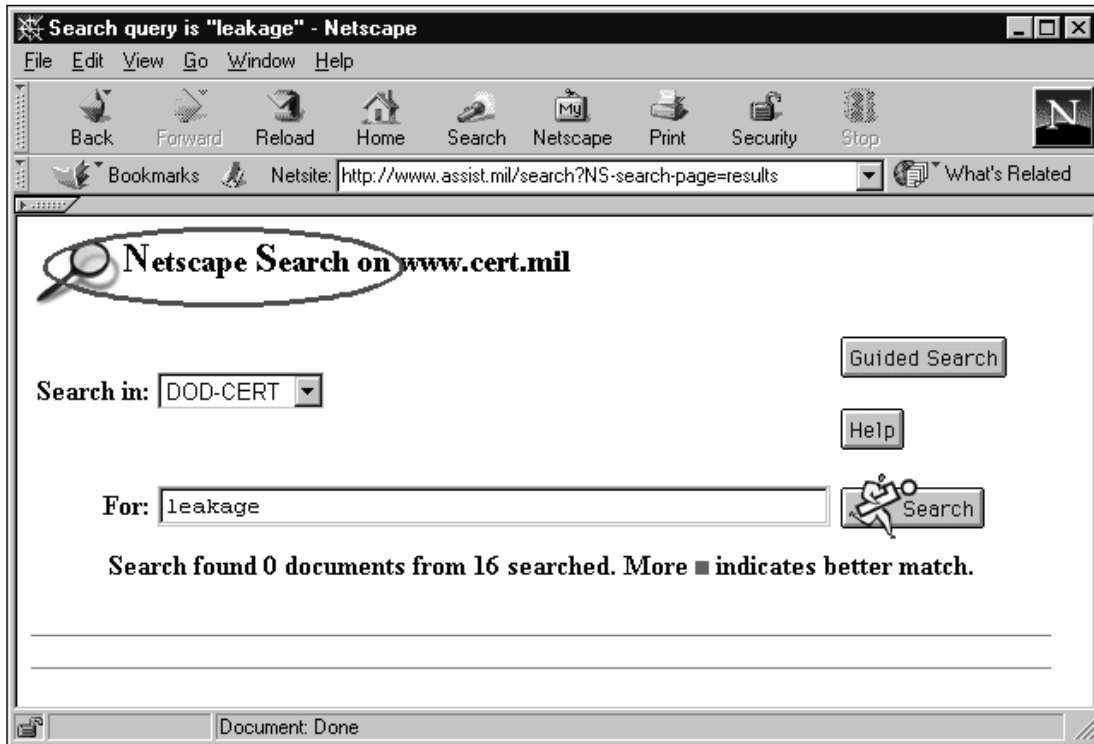 Search query is "leakage" - Netscape
File Edit View Go Window Help
My N
Back Forward Reload Home Search Netscape Print Security Stop
Bookmarks Netsite: http://www.assist.mil/search?NS-search-page=results What's Related
Netscape Search on www.cert.mil
Guided Search
Search in: DOD-CERT
Help
For: leakage Search
Search found 0 documents from 16 searched. More ■ indicates better match.
Document: Done